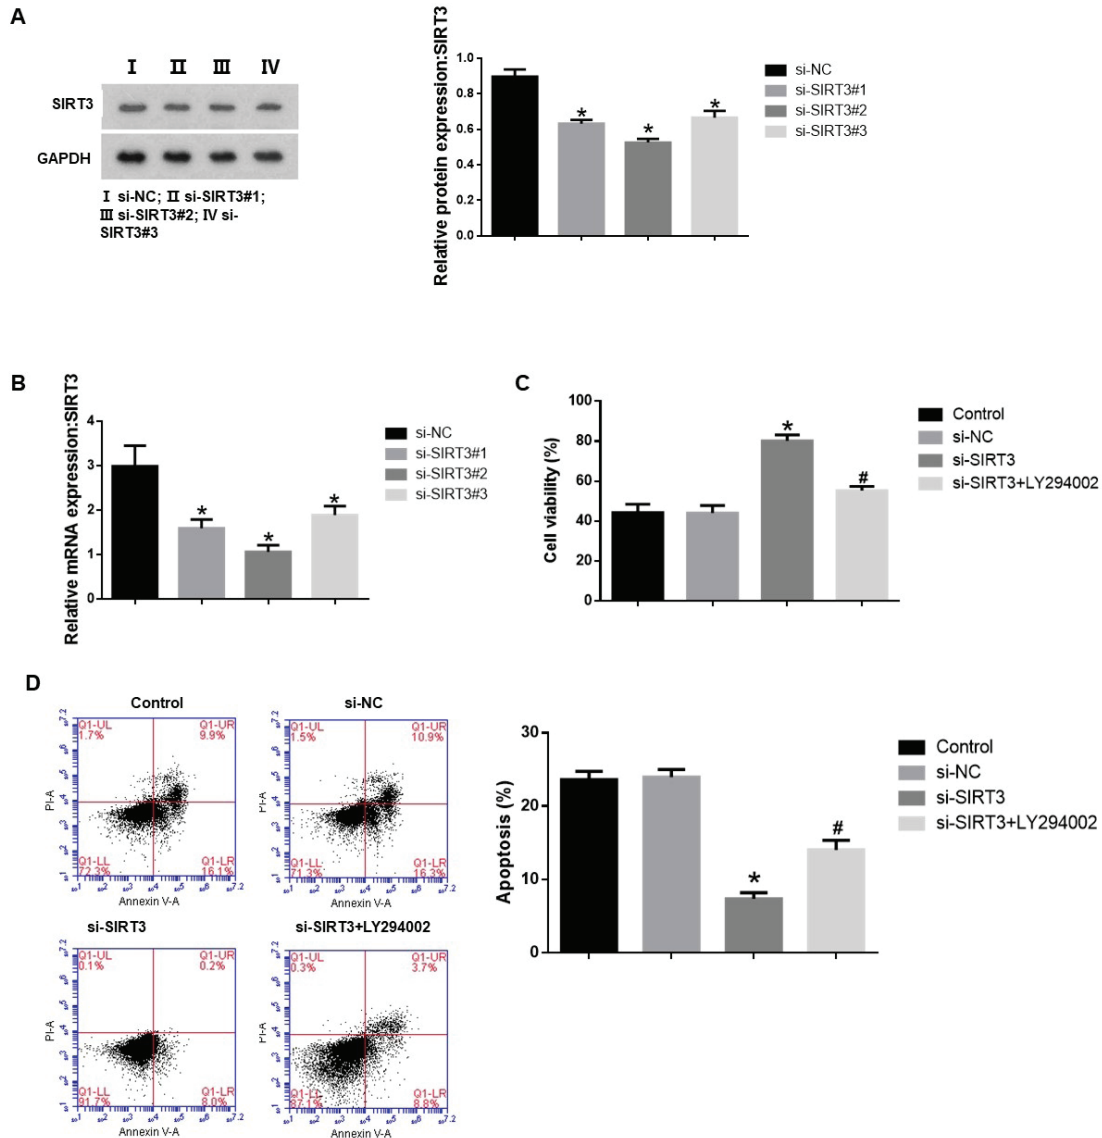 A
I II III IV
SIRT3
GAPDH
I si-NC; II si-SIRT3#1;
III si-SIRT3#2; IV si-
SIRT3#3
Relative protein expression:SIRT3
1.0
0.8
0.6
0.4
0.2
0.0
*
*
*
si-NC
si-SIRT3#1
si-SIRT3#2
si-SIRT3#3
B
Relative mRNA expression:SIRT3
4
3
2
1
0
*
*
*
si-NC
si-SIRT3#1
si-SIRT3#2
si-SIRT3#3
C
Cell viability (%)
100
80
60
40
20
0
*
#
Control
si-NC
si-SIRT3
si-SIRT3+LY294002
D
Control
Q1-UL
1.7%
Q1-UR
9.9%
Q1-LL
72.3%
Q1-LR
16.1%
PI-A
Annexin V-A
si-NC
Q1-UL
1.5%
Q1-UR
10.9%
Q1-LL
71.3%
Q1-LR
16.3%
PI-A
Annexin V-A
si-SIRT3
Q1-UL
0.1%
Q1-UR
0.2%
Q1-LL
91.7%
Q1-LR
8.0%
PI-A
Annexin V-A
si-SIRT3+LY294002
Q1-UL
0.3%
Q1-UR
3.7%
Q1-LL
87.1%
Q1-LR
8.8%
PI-A
Annexin V-A
Apoptosis (%)
30
20
10
0
*
#
Control
si-NC
si-SIRT3
si-SIRT3+LY294002